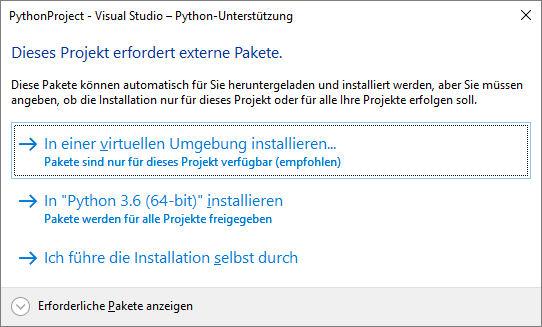 PythonProject - Visual Studio – Python-Unterstützung
Dieses Projekt erfordert externe Pakete.
Diese Pakete können automatisch für Sie heruntergeladen und installiert werden, aber Sie müssen
angeben, ob die Installation nur für dieses Projekt oder für alle Ihre Projekte erfolgen soll.
In einer virtuellen Umgebung installieren...
Pakete sind nur für dieses Projekt verfügbar (empfohlen)
In "Python 3.6 (64-bit)" installieren
Pakete werden für alle Projekte freigegeben
Ich führe die Installation selbst durch
Erforderliche Pakete anzeigen